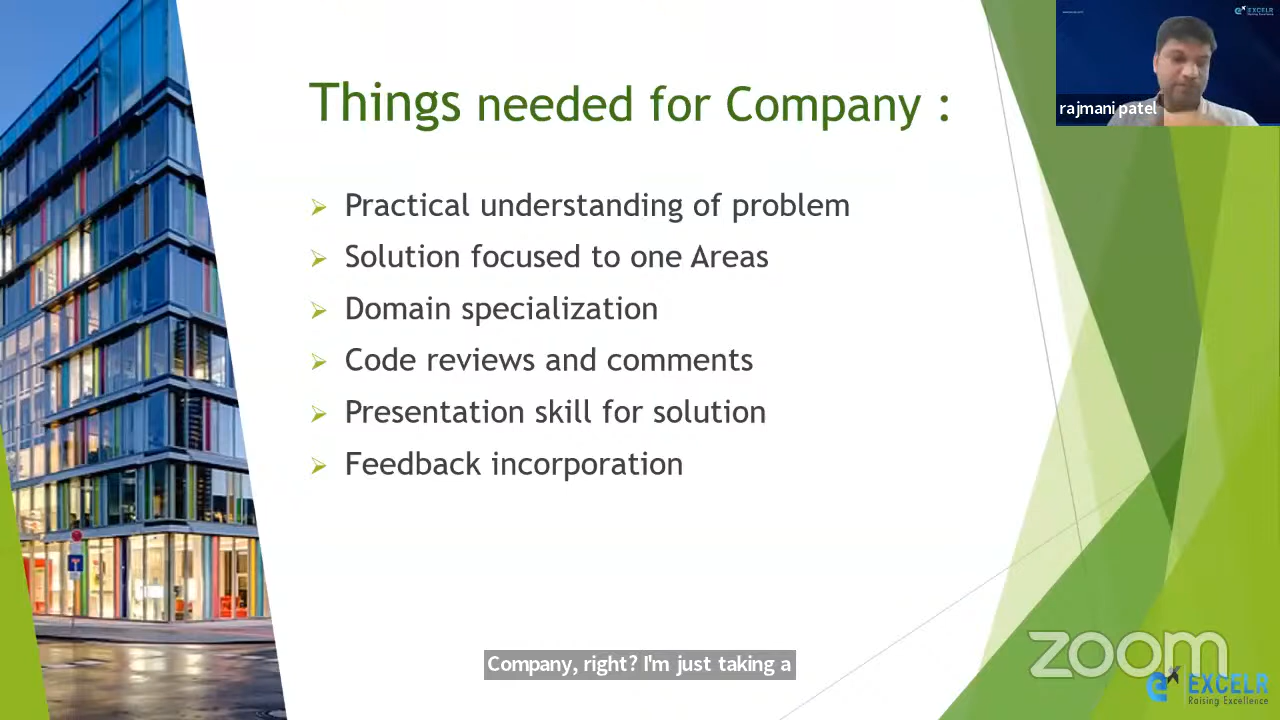 Things needed for Company :
Practical understanding of problem
Solution focused to one Areas
Domain specialization
Code reviews and comments
Presentation skill for solution
Feedback incorporation
EXCELR
rajmani patel
Company, right? I'm just taking a
zoom
EXCELR
Raising Excellence